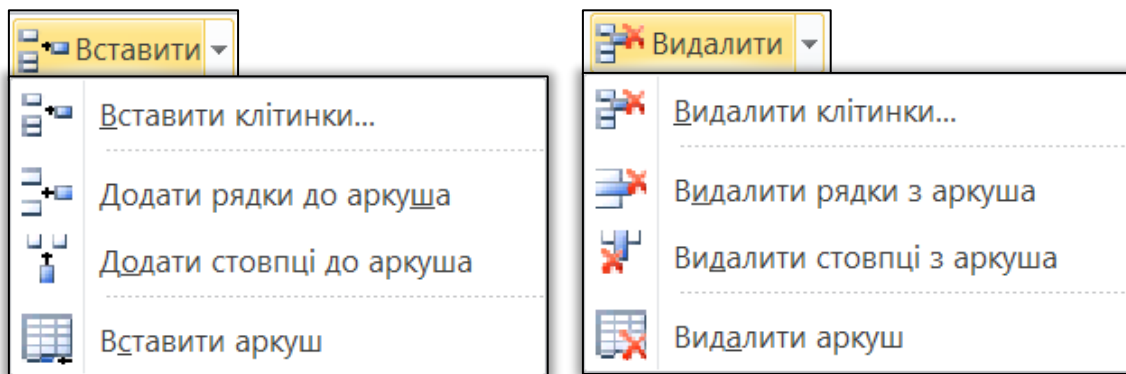 Вставити
Вставити клітинки...
Додати рядки до аркуша
Додати стовпці до аркуша
Вставити аркуш
Видалити
Видалити клітинки...
Видалити рядки з аркуша
Видалити стовпці з аркуша
Видалити аркуш